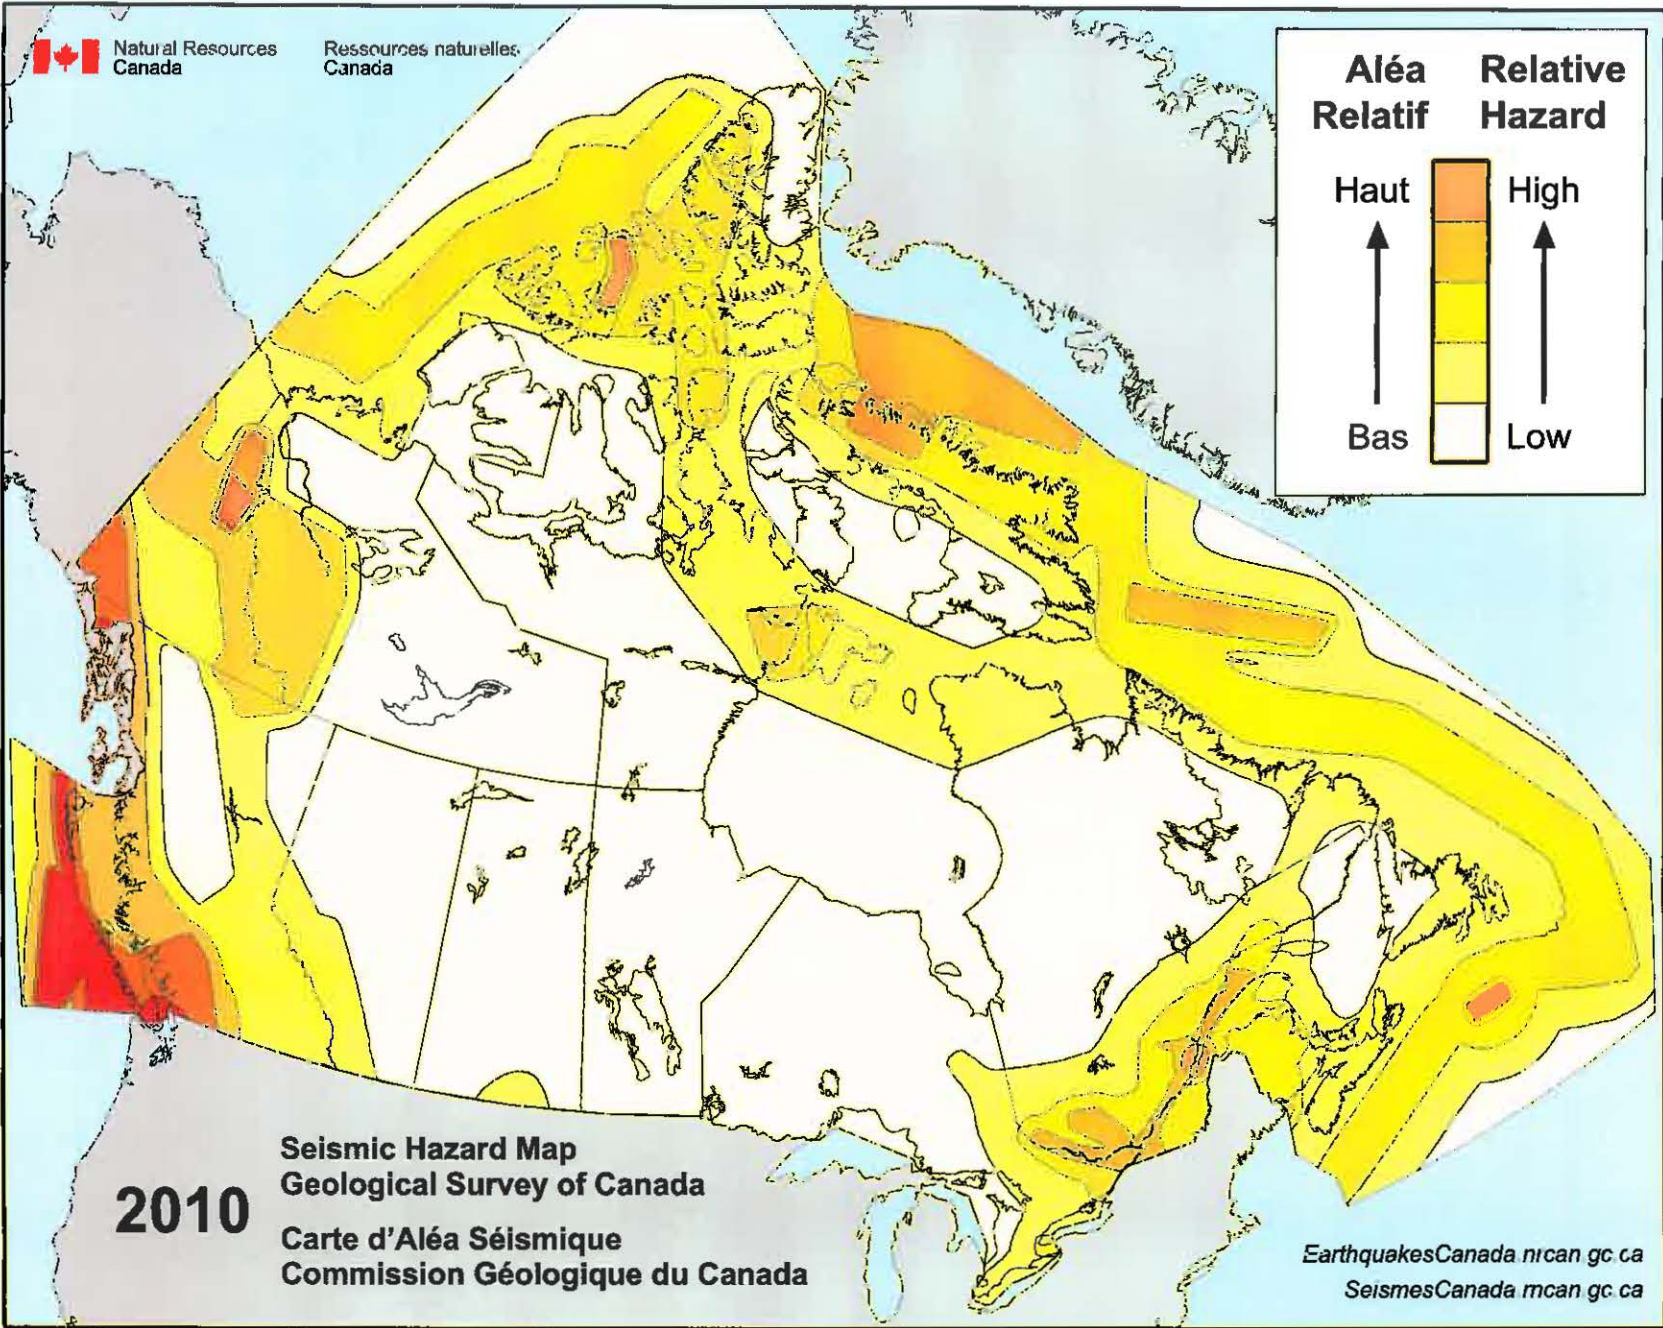 Natural Resources
Canada
Ressources naturelles
Canada
Aléa
Relatif
Relative
Hazard
Haut
High
Bas
Low
2010
Seismic Hazard Map
Geological Survey of Canada
Carte d'Aléa Séismique
Commission Géologique du Canada
EarthquakesCanada.nrcan.gc.ca
SeismesCanada.rncan.gc.ca